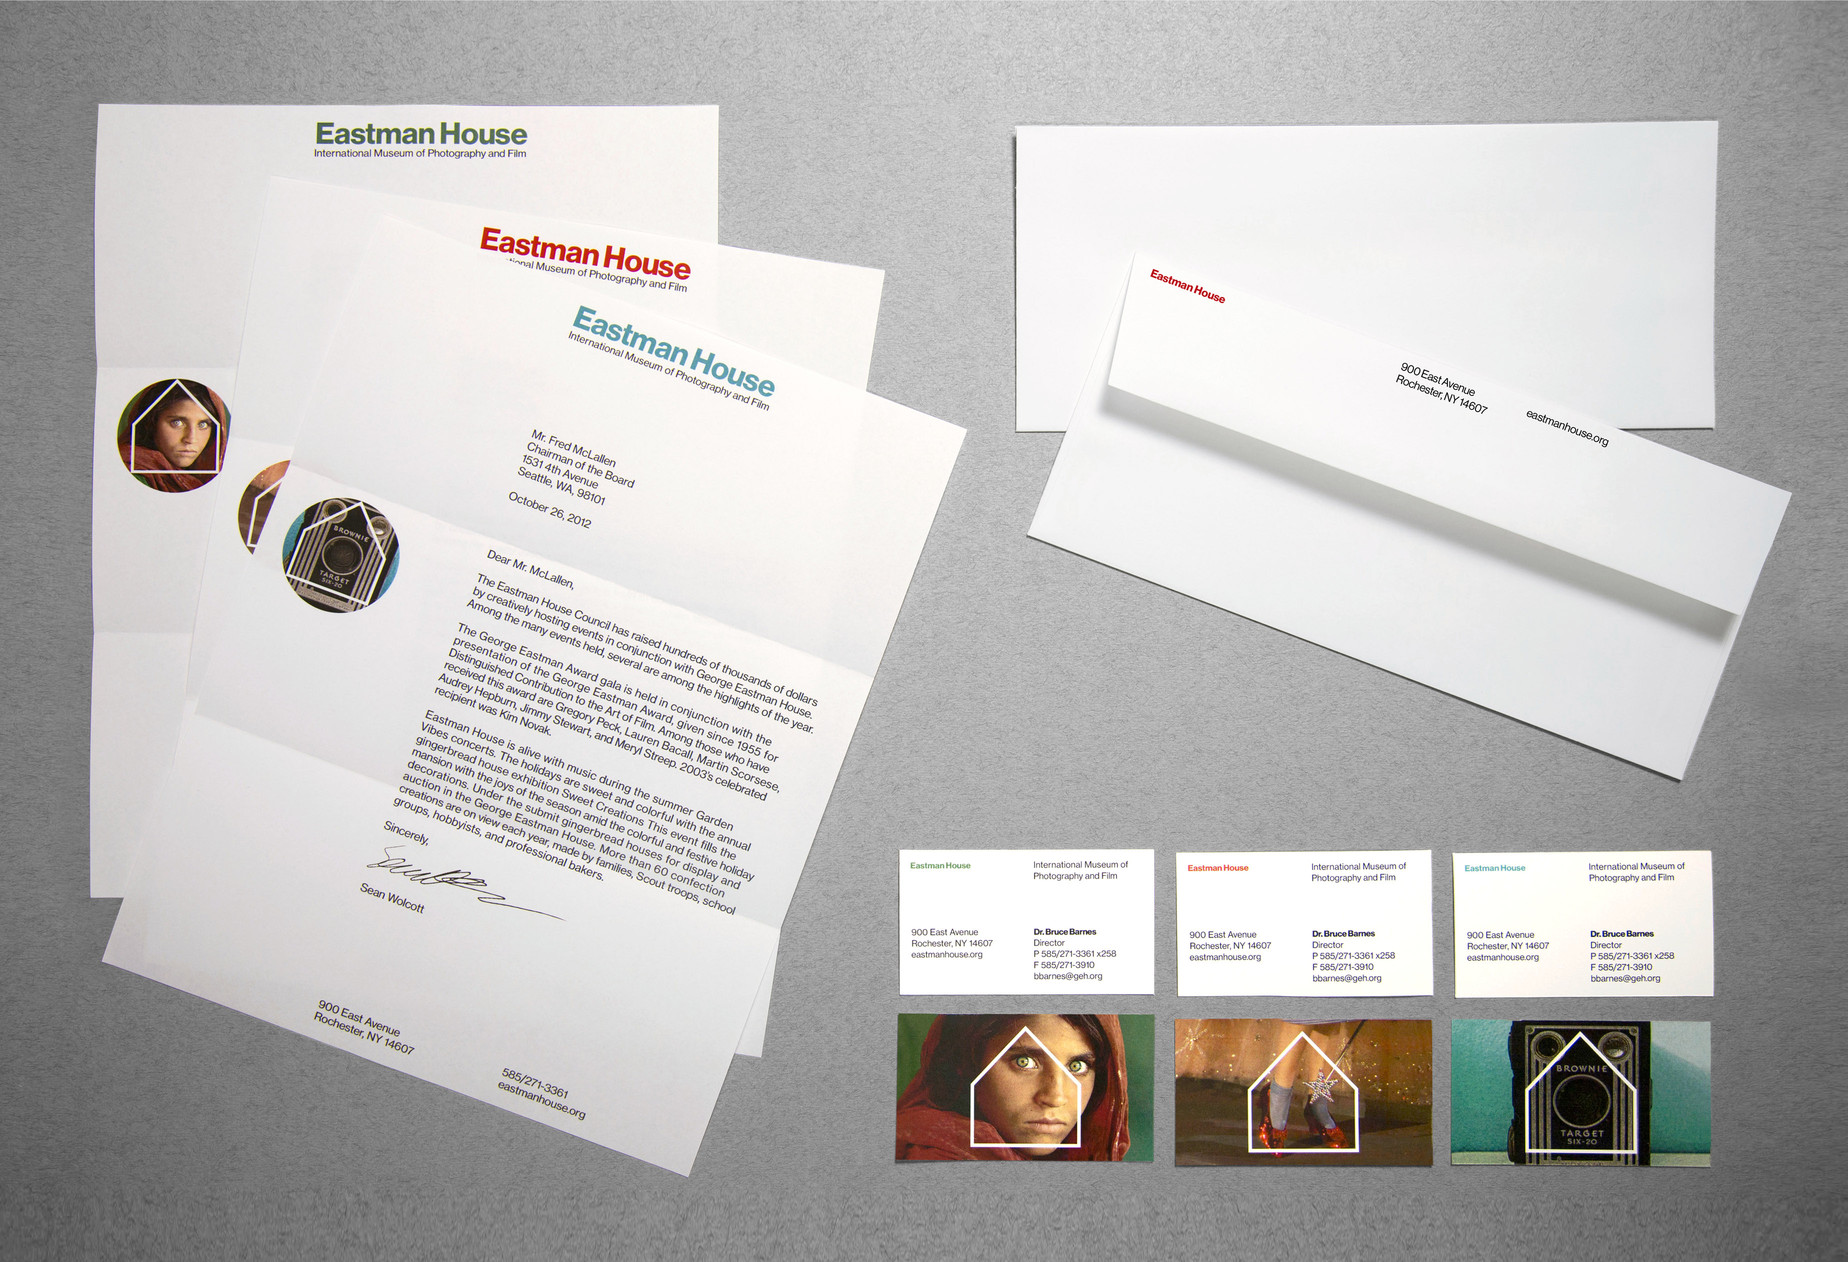 Eastman House
International Museum of Photography and Film
Eastman House
tional Museum of Photography and Film
Eastman House
International Museum of Photography and Film
Mr. Fred McLallen
Chairman of the Board
1531 4th Avenue
Seattle, WA, 98101
October 26, 2012
Dear Mr. McLallen,
The Eastman House Council has raised hundreds of thousands of dollars
by creatively hosting events in conjunction with George Eastman House.
Among the many events held, several are among the highlights of the year.
The George Eastman Award gala is held in conjunction with the
presentation of the George Eastman Award, given since 1955 for
Distinguished Contribution to the Art of Film. Among those who have
received this award are Gregory Peck, Lauren Bacall, Martin Scorsese,
Audrey Hepburn, Jimmy Stewart, and Meryl Streep. 2003's celebrated
recipient was Kim Novak.
Eastman House is alive with music during the summer Garden
Vibes concerts. The holidays are sweet and colorful with the annual
gingerbread house exhibition Sweet Creations This event fills the
mansion with the joys of the season amid the colorful and festive holiday
decorations. Under the submit gingerbread houses for display and
auction in the George Eastman House. More than 60 confection
creations are on view each year, made by families, Scout troops, school
groups, hobbyists, and professional bakers.
Sincerely,
Sean Wolcott
900 East Avenue
Rochester, NY 14607
585/271-3361
eastmanhouse.org
BROWNIE
TARGET
SIX-20
Eastman House
900 East Avenue
Rochester, NY 14607
eastmanhouse.org
Eastman House
International Museum of
Photography and Film
900 East Avenue
Rochester, NY 14607
eastmanhouse.org
Dr. Bruce Barnes
Director
P 585/271-3361 x258
F 585/271-3910
bbarnes@geh.org
Eastman House
International Museum of
Photography and Film
900 East Avenue
Rochester, NY 14607
eastmanhouse.org
Dr. Bruce Barnes
Director
P 585/271-3361 x258
F 585/271-3910
bbarnes@geh.org
Eastman House
International Museum of
Photography and Film
900 East Avenue
Rochester, NY 14607
eastmanhouse.org
Dr. Bruce Barnes
Director
P 585/271-3361 x258
F 585/271-3910
bbarnes@geh.org
BROWNIE
TARGET
SIX-20